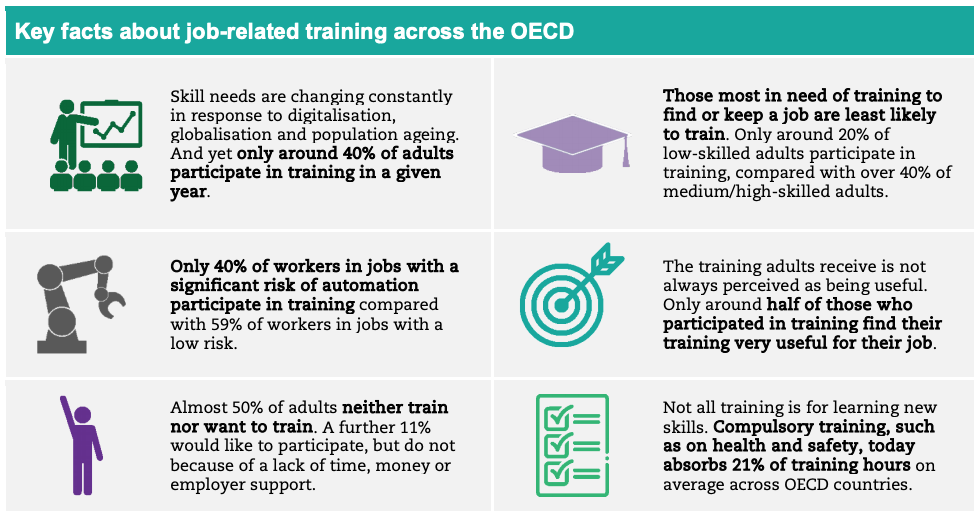 Key facts about job-related training across the OECD
Skill needs are changing constantly
in response to digitalisation,
globalisation and population ageing.
And yet only around 40% of adults
participate in training in a given
year.
Those most in need of training to
find or keep a job are least likely
to train. Only around 20% of
low-skilled adults participate in
training, compared with over 40% of
medium/high-skilled adults.
Only 40% of workers in jobs with a
significant risk of automation
participate in training compared
with 59% of workers in jobs with a
low risk.
The training adults receive is not
always perceived as being useful.
Only around half of those who
participated in training find their
training very useful for their job.
Almost 50% of adults neither train
nor want to train. A further 11%
would like to participate, but do not
because of a lack of time, money or
employer support.
Not all training is for learning new
skills. Compulsory training, such
as on health and safety, today
absorbs 21% of training hours on
average across OECD countries.